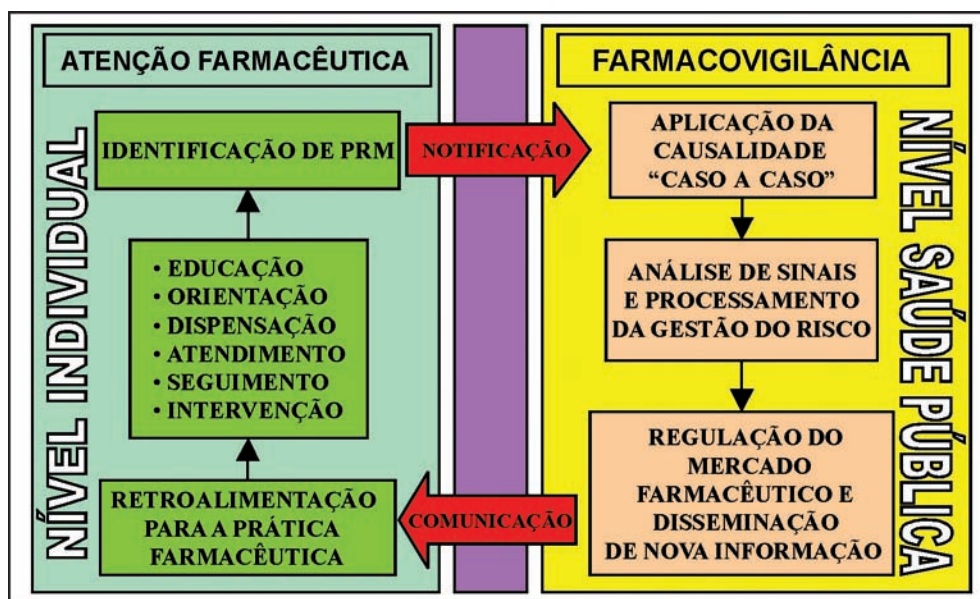 ATENÇÃO FARMACÊUTICA
NÍVEL INDIVIDUAL
IDENTIFICAÇÃO DE PRM
• EDUCAÇÃO
• ORIENTAÇÃO
• DISPENSAÇÃO
• ATENDIMENTO
• SEGUIMENTO
• INTERVENÇÃO
RETROALIMENTAÇÃO
PARA A PRÁTICA
FARMACÊUTICA
NOTIFICAÇÃO
COMUNICAÇÃO
FARMACOVIGILÂNCIA
NÍVEL SAÚDE PÚBLICA
APLICAÇÃO DA
CAUSALIDADE
“CASO A CASO”
ANÁLISE DE SINAIS
E PROCESSAMENTO
DA GESTÃO DO RISCO
REGULAÇÃO DO
MERCADO
FARMACÊUTICO E
DISSEMINAÇÃO
DE NOVA INFORMAÇÃO